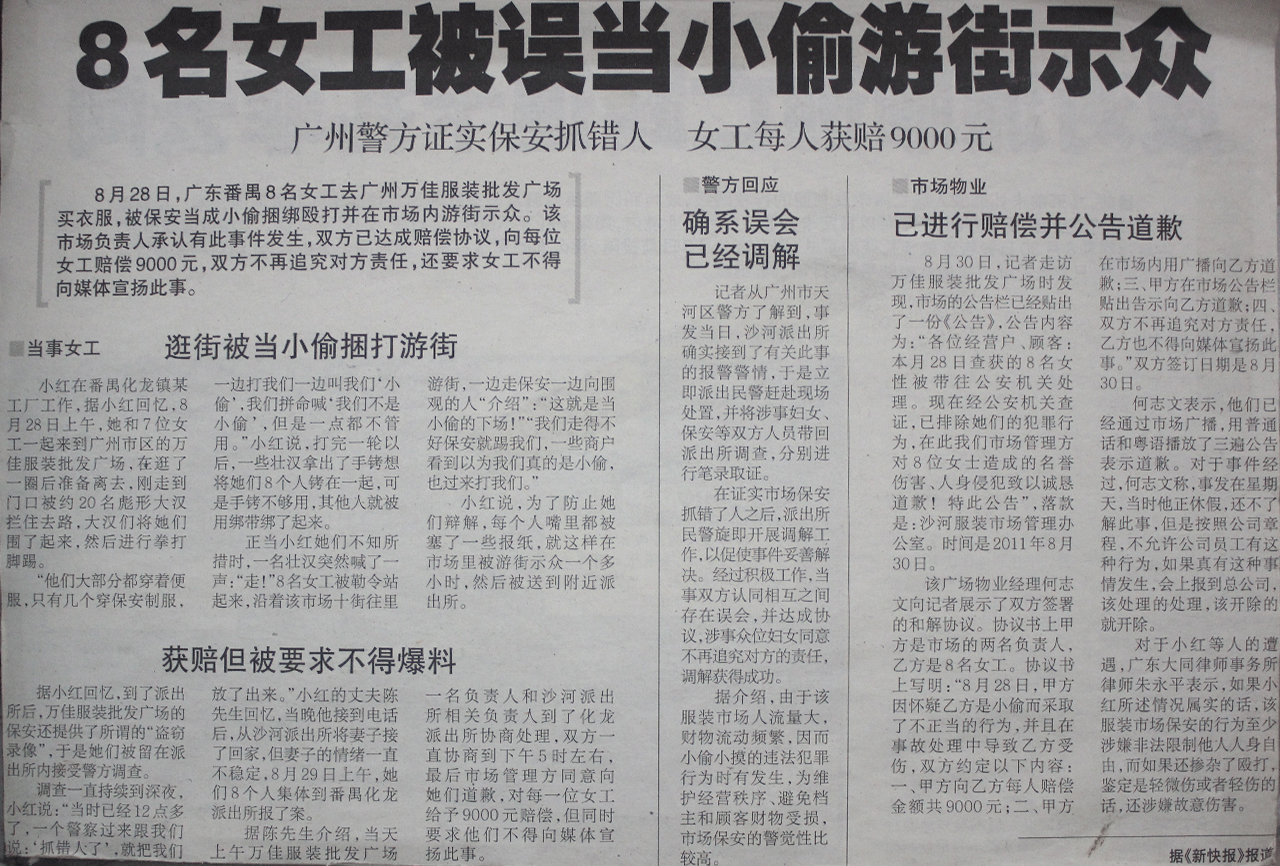 8名女工被误当小偷游街示众
广州警方证实保安抓错人 女工每人获赔9000元
8月28日,广东番禺8名女工去广州万佳服装批发广场
买衣服,被保安当成小偷捆绑殴打并在市场内游街示众。该
市场负责人承认有此事件发生,双方已达成赔偿协议,向每位
女工赔偿9000元,双方不再追究对方责任,还要求女工不得
向媒体宣扬此事。
当事女工
逛街被当小偷捆打游街
小红在番禺化龙镇某
工厂工作,据小红回忆,8
月28日上午,她和7位女
工一起来到广州市区的万
佳服装批发广场,在逛了
一圈后准备离去,刚走到
门口被约20名彪形大汉
拦住去路,大汉们将她们
围了起来,然后进行拳打
脚踢。
“他们大部分都穿着便
服,只有几个穿保安制服,
一边打我们一边叫我们‘小
偷’,我们拼命喊‘我们不是
小偷’,但是一点都不管
用。”小红说,打完一轮以
后,一些壮汉拿出了手铐想
将她们8个人铐在一起,可
是手铐不够用,其他人就被
用绑带绑了起来。
正当小红她们不知所
措时,一名壮汉突然喊了一
声:“走!”8名女工被勒令站
起来,沿着该市场十街往里
游街,一边走保安一边向围
观的人“介绍”:“这就是当
小偷的下场!”“我们走得不
好保安就踢我们,一些商户
看到以为我们真的是小偷,
也过来打我们。”
小红说,为了防止她
们辩解,每个人嘴里都被
塞了一些报纸,就这样在
市场里被游街示众一个多
小时,然后被送到附近派
出所。
获赔但被要求不得爆料
据小红回忆,到了派出
所后,万佳服装批发广场的
保安还提供了所谓的“盗窃
录像”,于是她们被留在派
出所内接受警方调查。
调查一直持续到深夜,
小红说:“当时已经12点多
了,一个警察过来跟我们
说:‘抓错人了’,就把我们
放了出来。”小红的丈夫陈
先生回忆,当晚他接到电话
后,从沙河派出所将妻子接
了回家,但妻子的情绪一直
不稳定,8月29日上午,她
们8个人集体到番禺化龙
派出所报了案。
据陈先生介绍,当天
上午万佳服装批发广场
一名负责人和沙河派出
所相关负责人到了化龙
派出所协商处理,双方一
直协商到下午5时左右,
最后市场管理方同意向
她们道歉,对每一位女工
给予9000元赔偿,但同时
要求他们不得向媒体宣
扬此事。
警方回应
确系误会
已经调解
记者从广州市天
河区警方了解到,事
发当日,沙河派出所
确实接到了有关此事
的报警警情,于是立
即派出民警赶赴现场
处置,并将涉事妇女、
保安等双方人员带回
派出所调查,分别进
行笔录取证。
在证实市场保安
抓错了人之后,派出所
民警旋即开展调解工
作,以促使事件妥善解
决。经过积极工作,当
事双方认同相互之间
存在误会,并达成协
议,涉事众位妇女同意
不再追究对方的责任,
调解获得成功。
据介绍,由于该
服装市场人流量大,
财物流动频繁,因而
小偷小摸的违法犯罪
行为时有发生,为维
护经营秩序、避免档
主和顾客财物受损,
市场保安的警觉性比
较高。
市场物业
已进行赔偿并公告道歉
8月30日,记者走访
万佳服装批发广场时发
现,市场的公告栏已经贴出
了一份《公告》,公告内容
为:“各位经营户、顾客:
本月28日查获的8名女
性被带往公安机关处
理。现在经公安机关查
证,已排除她们的犯罪行
为,在此我们市场管理方
对8位女士造成的名誉
伤害、人身侵犯致以诚恳
道歉!特此公告”,落款
是:沙河服装市场管理办
公室。时间是2011年8月
30日。
该广场物业经理何志
文向记者展示了双方签署
的和解协议。协议书上甲
方是市场的两名负责人,
乙方是8名女工。协议书
上写明:“8月28日,甲方
因怀疑乙方是小偷而采取
了不正当的行为,并且在
事故处理中导致乙方受
伤,双方约定以下内容:
一、甲方向乙方每人赔偿
金额共9000元;二、甲方
在市场内用广播向乙方道
歉;三、甲方在市场公告栏
贴出告示向乙方道歉;四、
双方不再追究对方责任,
乙方也不得向媒体宣扬此
事。”双方签订日期是8月
30日。
何志文表示,他们已
经通过市场广播,用普通
话和粤语播放了三遍公告
表示道歉。对于事件经
过,何志文称,事发在星期
天,当时他正休假,还不了
解此事,但是按照公司章
程,不允许公司员工有这
种行为,如果真有这种事
情发生,会上报到总公司,
该处理的处理,该开除的
就开除。
对于小红等人的遭
遇,广东大同律师事务所
律师朱永平表示,如果小
红所述情况属实的话,该
服装市场保安的行为至少
涉嫌非法限制他人人身自
由,而如果还掺杂了殴打,
鉴定是轻微伤或者轻伤的
话,还涉嫌故意伤害。
据《新快报》报道